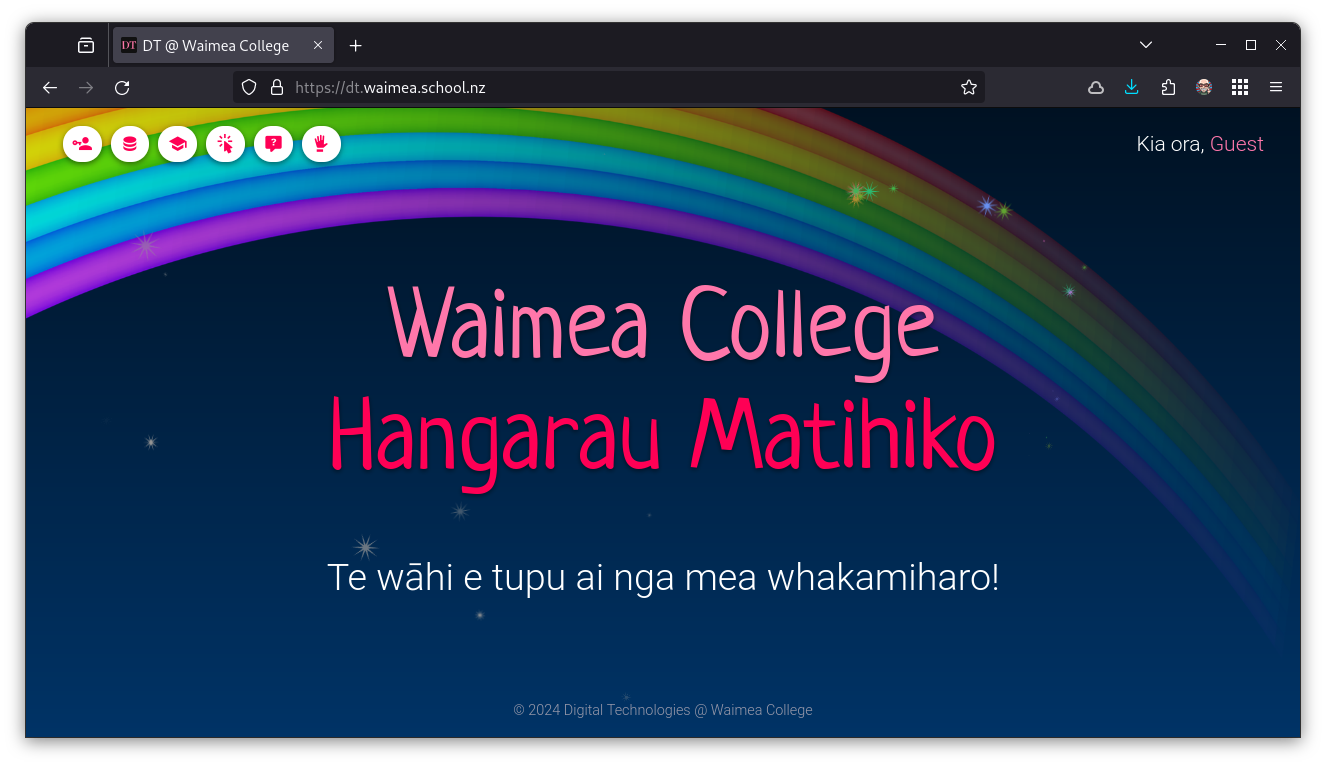 DT DT @ Waimea College
https://dt.waimea.school.nz
Kia ora, Guest
Waimea College
Hangarau Matihiko
Te wāhi e tupu ai nga mea whakamiharo!
© 2024 Digital Technologies @ Waimea College